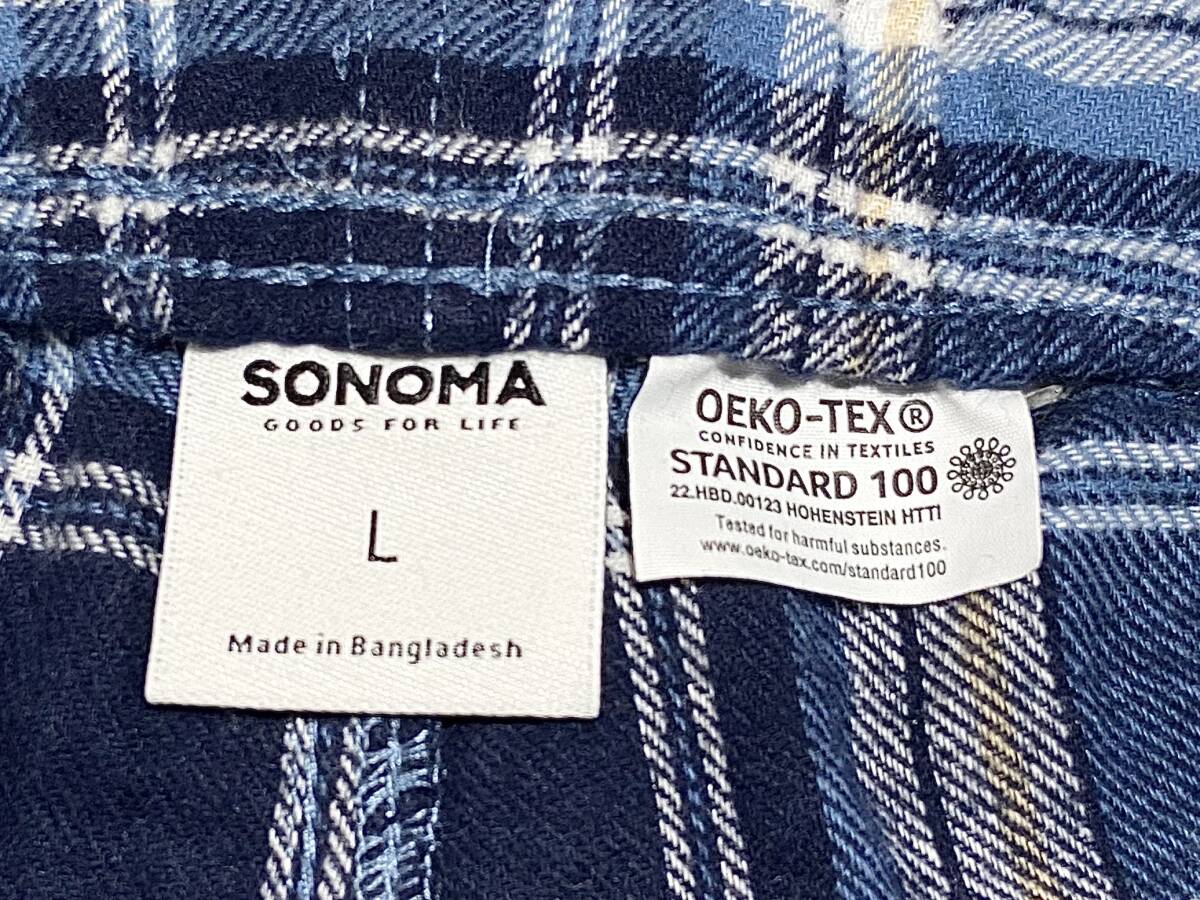 SONOMA
GOODS FOR LIFE
L
Made in Bangladesh
OEKO-TEX®
CONFIDENCE IN TEXTILES
STANDARD 100
22.HBD.00123 HOHENSTEIN HTTI
Tested for harmful substances.
www.oeko-tex.com/standard100